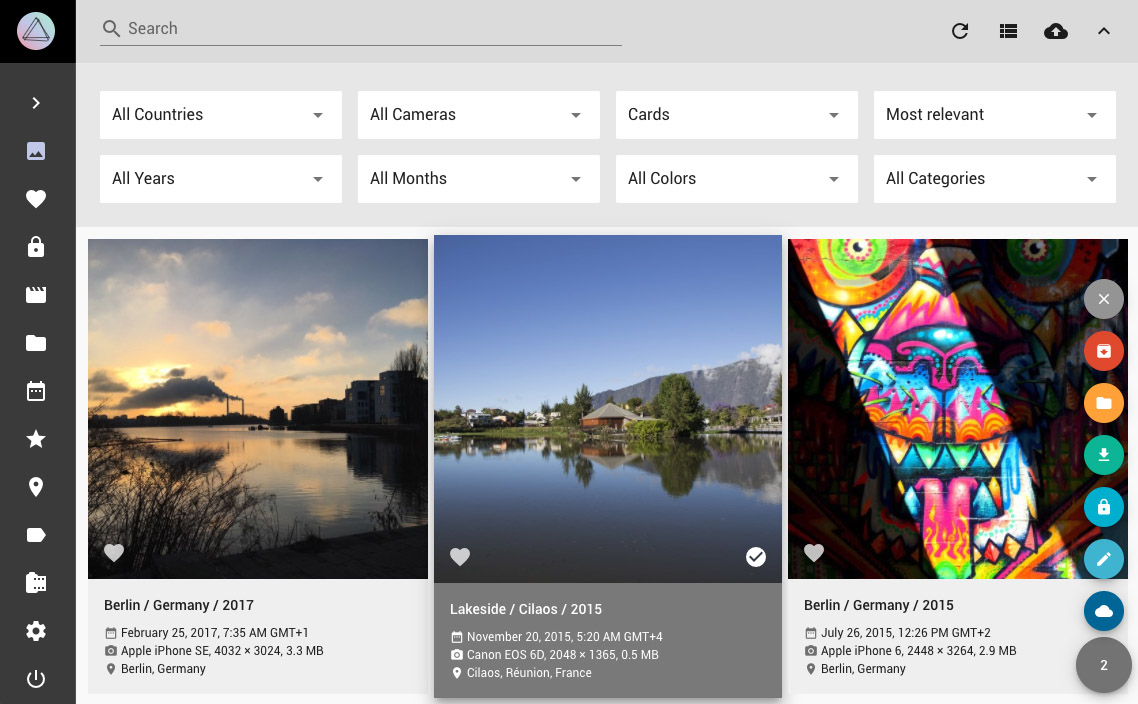 Search
All Countries
All Cameras
Cards
Most relevant
All Years
All Months
All Colors
All Categories
Berlin / Germany / 2017
February 25, 2017, 7:35 AM GMT+1
Apple iPhone SE, 4032 × 3024, 3.3 MB
Berlin, Germany
Lakeside / Cilaos / 2015
November 20, 2015, 5:20 AM GMT+4
Canon EOS 6D, 2048 × 1365, 0.5 MB
Cilaos, Réunion, France
Berlin / Germany / 2015
July 26, 2015, 12:26 PM GMT+2
Apple iPhone 6, 2448 × 3264, 2.9 MB
Berlin, Germany
2